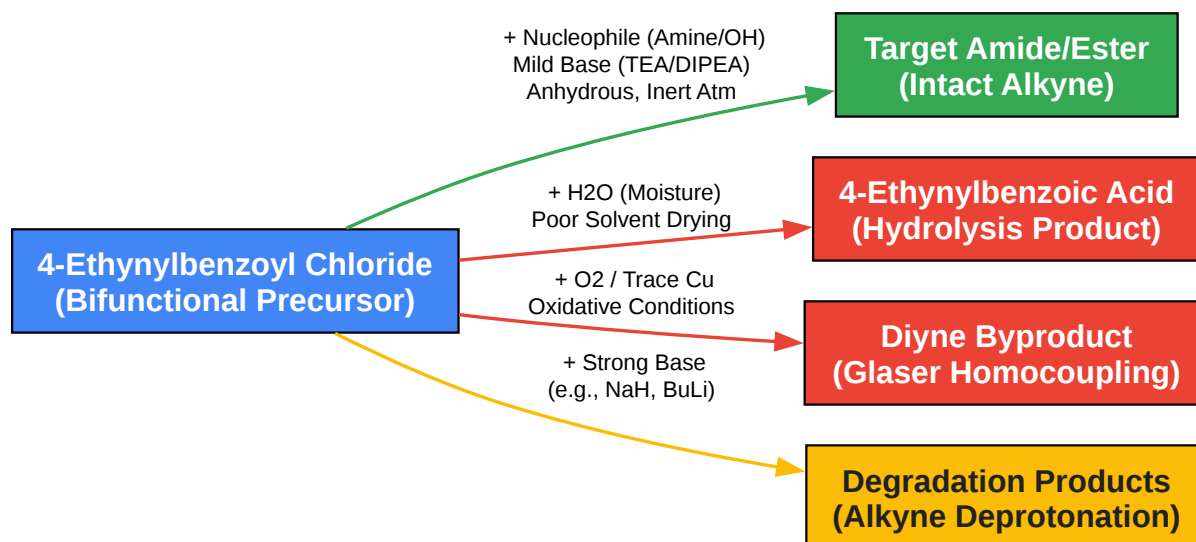 + Nucleophile (Amine/OH)
Mild Base (TEA/DIPEA)
Anhydrous, Inert Atm
Target Amide/Ester
(Intact Alkyne)
+ H2O (Moisture)
Poor Solvent Drying
4-Ethynylbenzoic Acid
(Hydrolysis Product)
4-Ethynylbenzoyl Chloride
(Bifunctional Precursor)
+ O2 / Trace Cu
Oxidative Conditions
Diyne Byproduct
(Glaser Homocoupling)
+ Strong Base
(e.g., NaH, BuLi)
Degradation Products
(Alkyne Deprotonation)